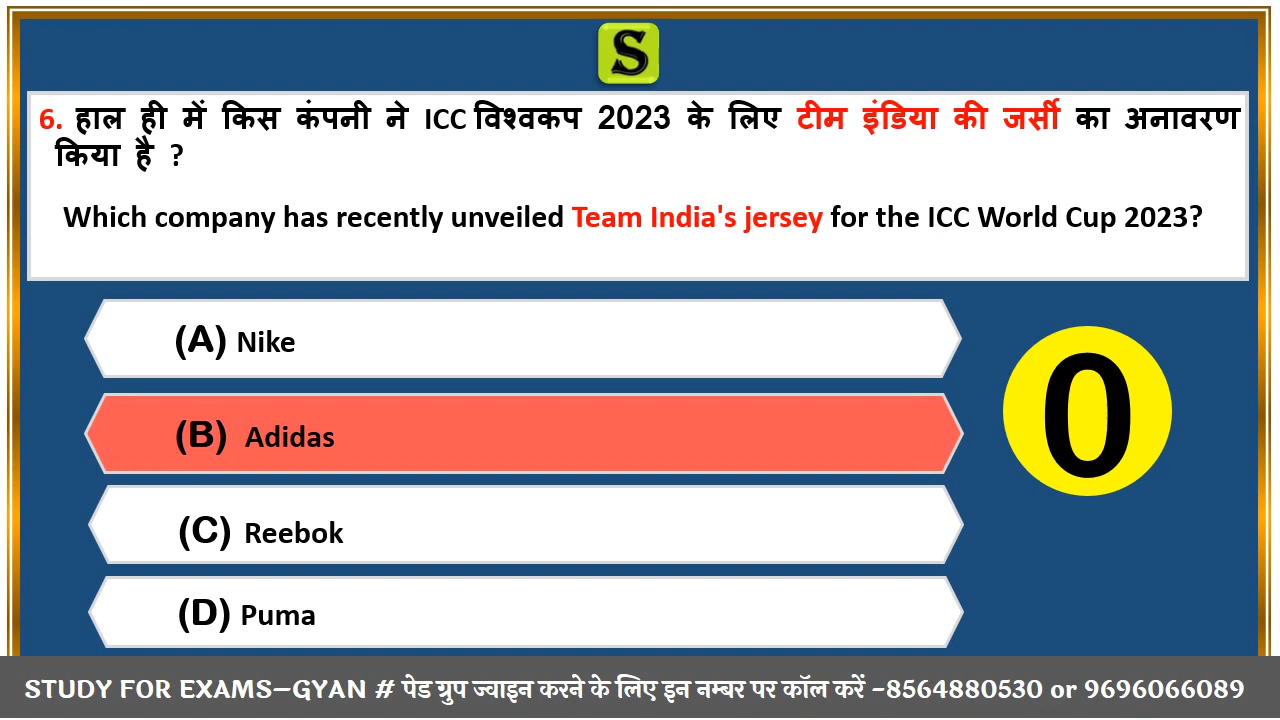 S
6. हाल ही में किस कंपनी ने ICC विश्वकप 2023 के लिए टीम इंडिया की जर्सी का अनावरण
किया है ?
Which company has recently unveiled Team India's jersey for the ICC World Cup 2023?
(A) Nike
(B) Adidas
0
(C) Reebok
(D) Puma
STUDY FOR EXAMS–GYAN # पेड ग्रुप ज्वाइन करने के लिए इन नम्बर पर कॉल करें -8564880530 or 9696066089